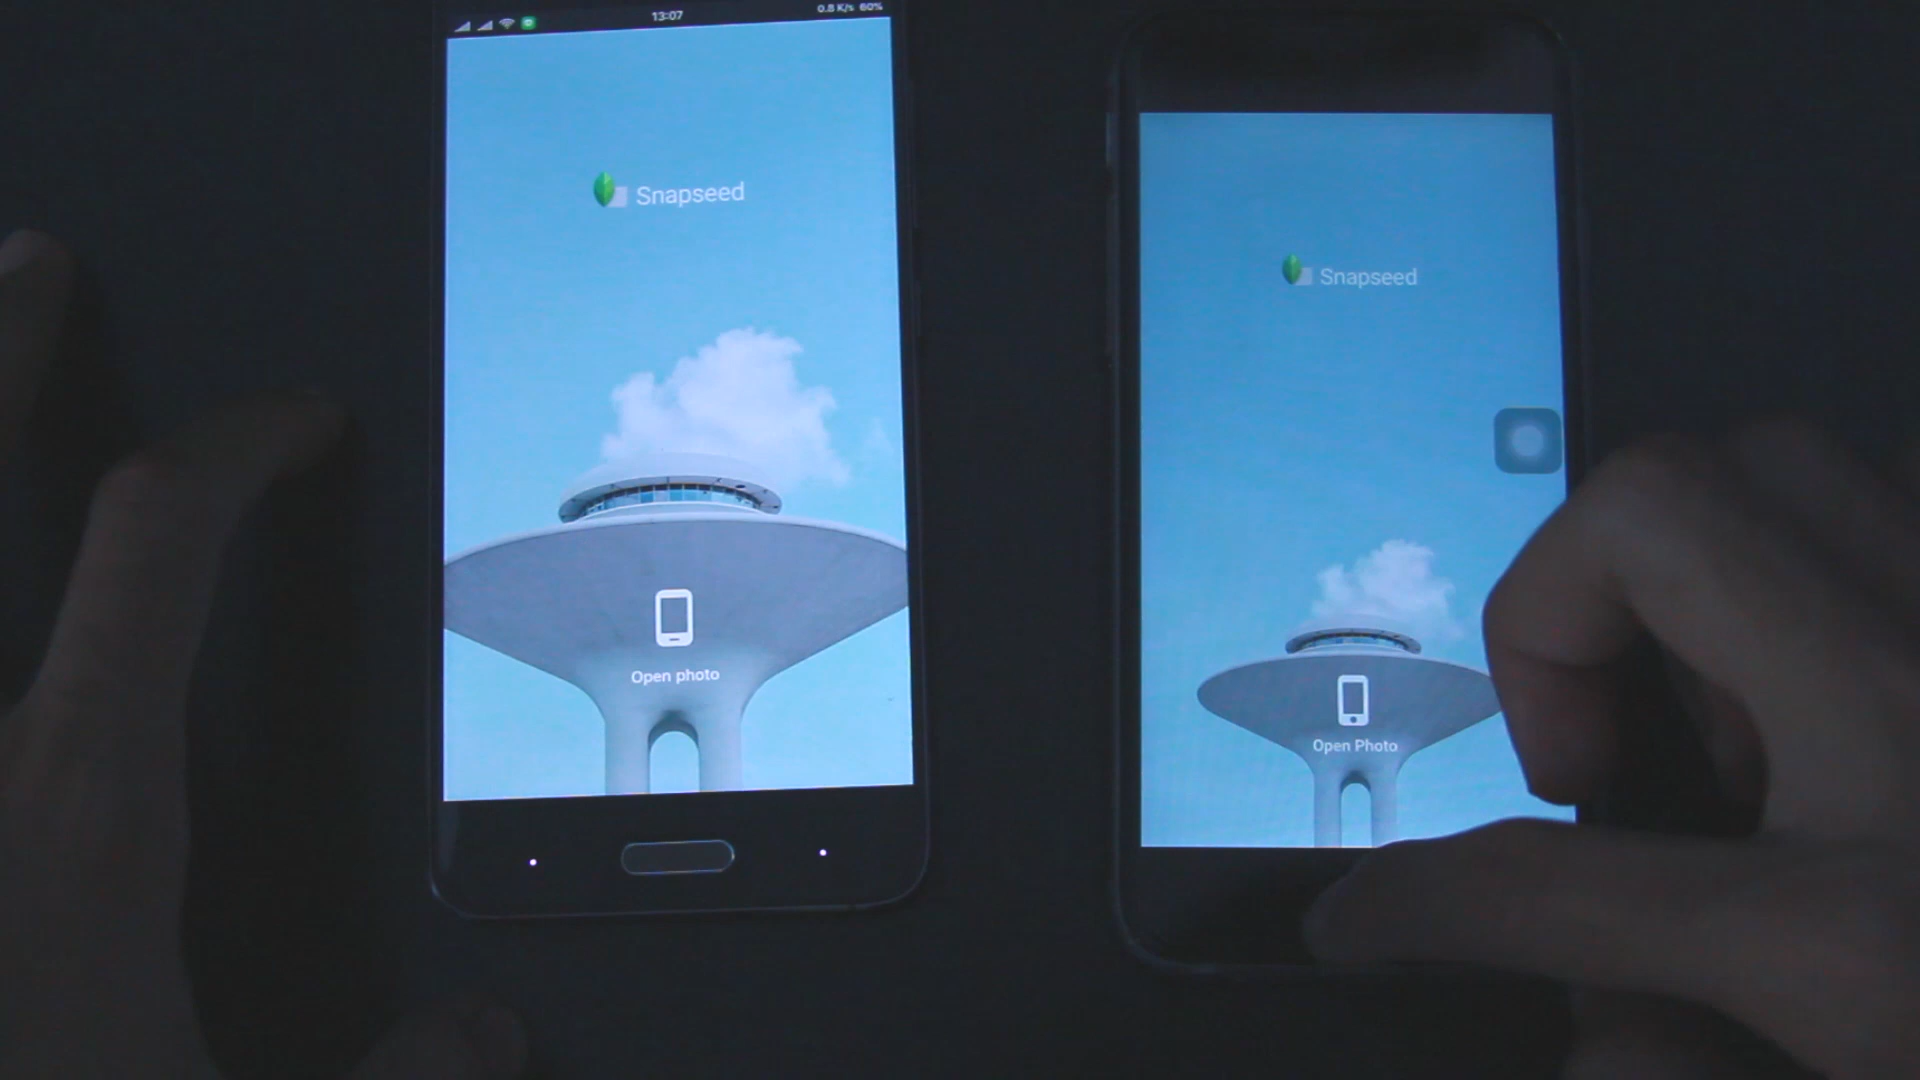 13:07
0.8 K/s 60%
Snapseed
Open photo
Snapseed
Open Photo